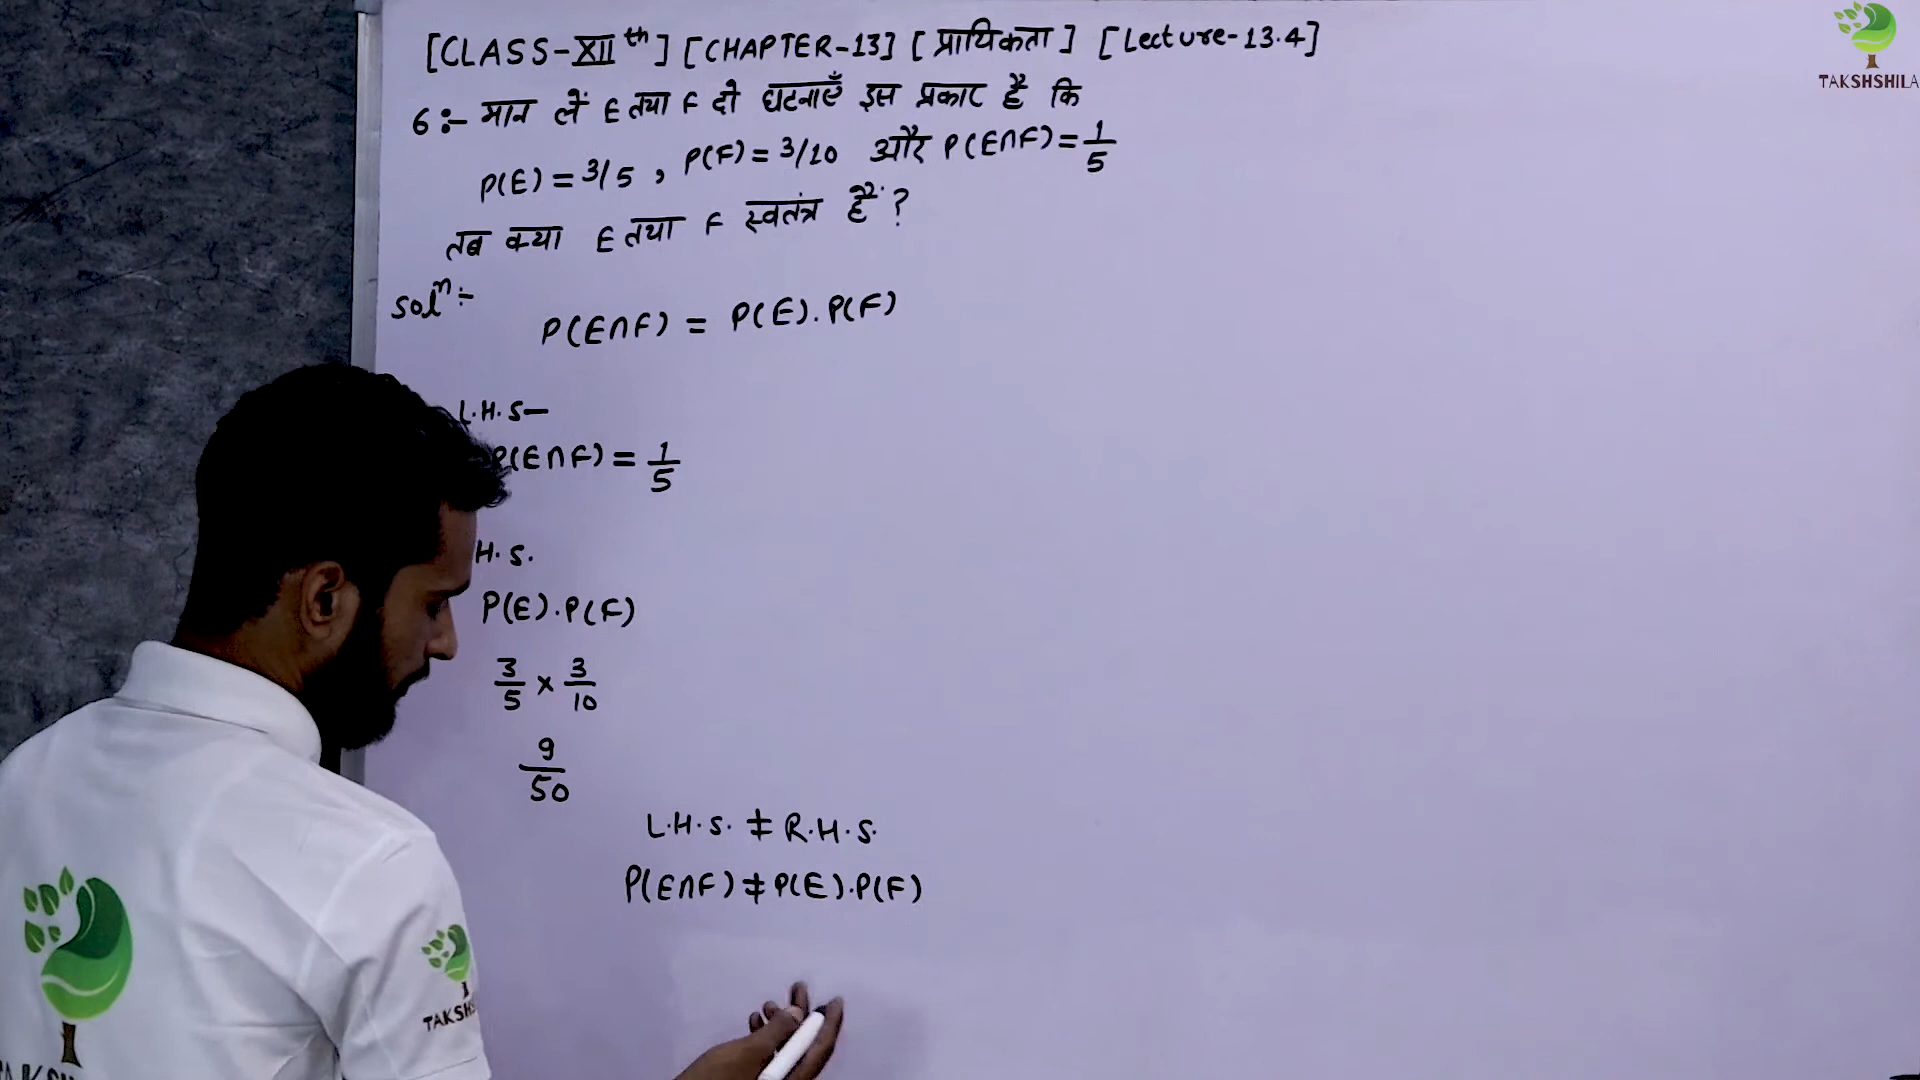 [CLASS-XII th] [CHAPTER-13] [प्रायिकता] [Lecture-13.4]
TAKSHSHILA
6:- मान लें E तथा F दो घटनाएँ इस प्रकार है कि
P(E) = 3/5 , P(F) = 3/10 और P(E∩F) = 1/5
तब क्या E तथा F स्वतंत्र हैं ?
Solⁿ:-
P(E∩F) = P(E).P(F)
L.H.S-
P(E∩F) = 1/5
H.S.
P(E).P(F)
3/5 × 3/10
9/50
L.H.S. ≠ R.H.S.
P(E∩F) ≠ P(E).P(F)